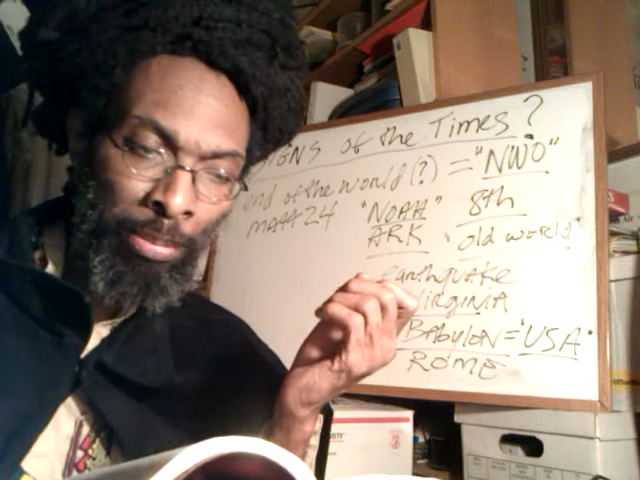 SIGNS of the Times?
end of the world(?) = "NWO"
matt 24 "NOAH" 8th
ARK "old world"
earthquake
VIRGINIA
Babylon = "USA"
ROME